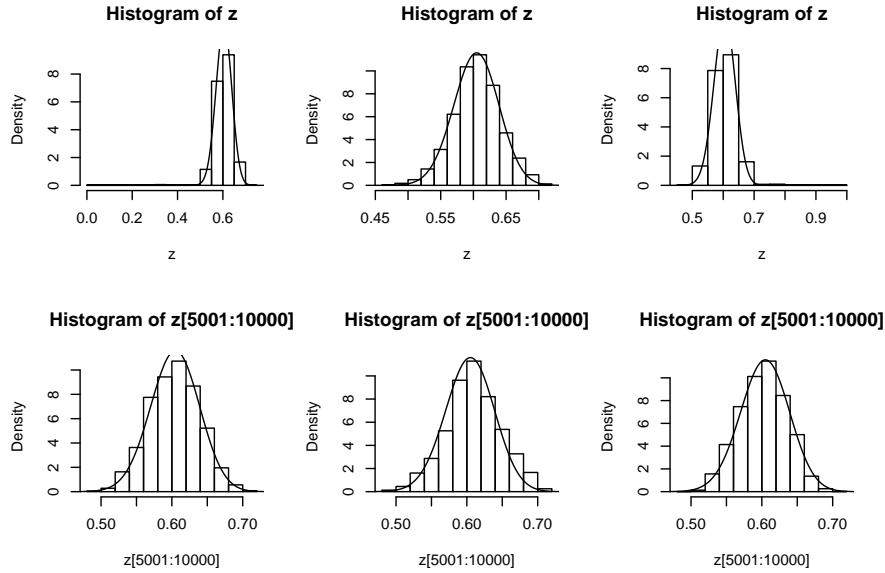 Histogram of z
Density
0 2 4 6 8
0.0 0.2 0.4 0.6
z
Histogram of z
Density
0 2 4 6 8
0.45 0.55 0.65
z
Histogram of z
Density
0 2 4 6 8
0.5 0.7 0.9
z
Histogram of z[5001:10000]
Density
0 2 4 6 8
0.50 0.60 0.70
z[5001:10000]
Histogram of z[5001:10000]
Density
0 2 4 6 8
0.50 0.60 0.70
z[5001:10000]
Histogram of z[5001:10000]
Density
0 2 4 6 8
0.50 0.60 0.70
z[5001:10000]